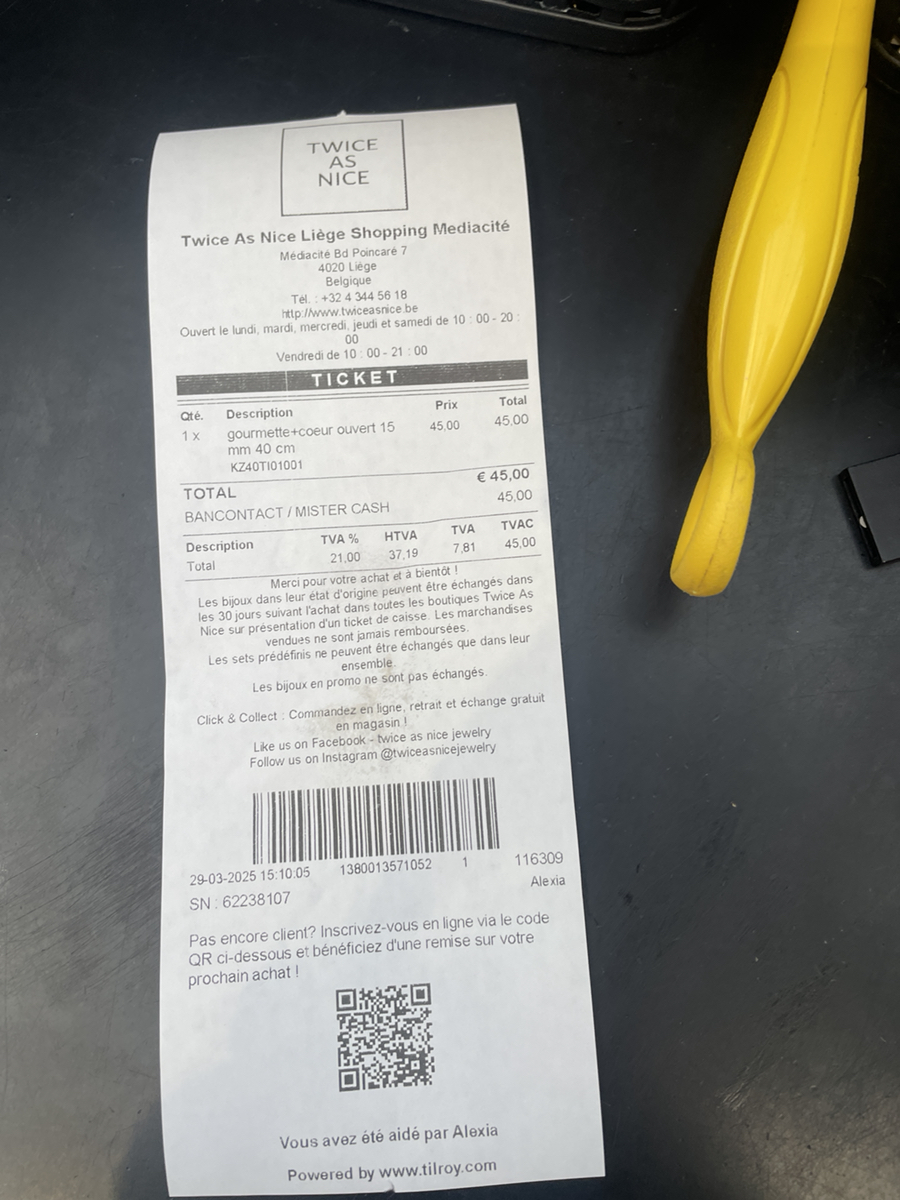 TWICE
AS
NICE
Twice As Nice Liège Shopping Mediacité
Médiacité Bd Poincaré 7
4020 Liège
Belgique
Tél. : +32 4 344 56 18
http://www.twiceasnice.be
Ouvert le lundi, mardi, mercredi, jeudi et samedi de 10 : 00 - 20 :
00
Vendredi de 10 : 00 - 21 : 00
TICKET
Qté. Description Prix Total
1 x gourmette+coeur ouvert 15 45,00 45,00
mm 40 cm
KZ40TI01001
TOTAL € 45,00
BANCONTACT / MISTER CASH 45,00
Description TVA % HTVA TVA TVAC
Total 21,00 37,19 7,81 45,00
Merci pour votre achat et à bientôt !
Les bijoux dans leur état d'origine peuvent être échangés dans
les 30 jours suivant l'achat dans toutes les boutiques Twice As
Nice sur présentation d'un ticket de caisse. Les marchandises
vendues ne sont jamais remboursées.
Les sets prédéfinis ne peuvent être échangés que dans leur
ensemble.
Les bijoux en promo ne sont pas échangés.
Click & Collect : Commandez en ligne, retrait et échange gratuit
en magasin !
Like us on Facebook - twice as nice jewelry
Follow us on Instagram @twiceasnicejewelry
29-03-2025 15:10:05 1380013571052 1 116309
SN : 62238107 Alexia
Pas encore client? Inscrivez-vous en ligne via le code
QR ci-dessous et bénéficiez d'une remise sur votre
prochain achat !
Vous avez été aidé par Alexia
Powered by www.tilroy.com